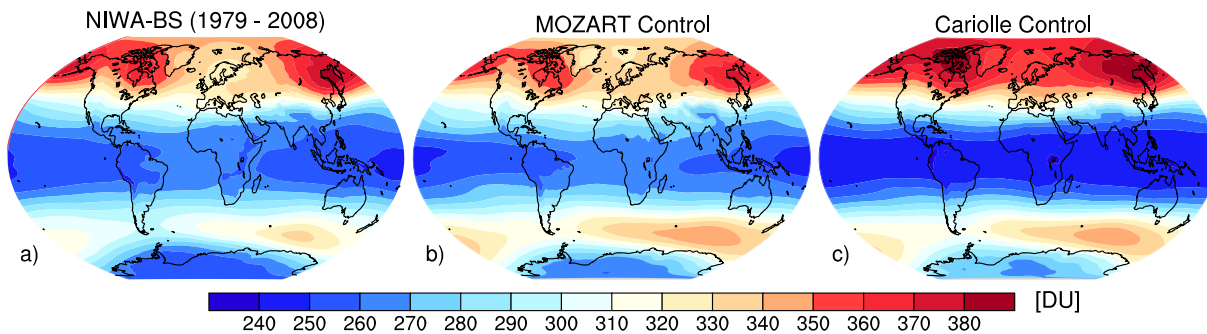 NIWA-BS (1979 - 2008)
MOZART Control
Cariolle Control
a)
b)
c)
[DU]
240 250 260 270 280 290 300 310 320 330 340 350 360 370 380